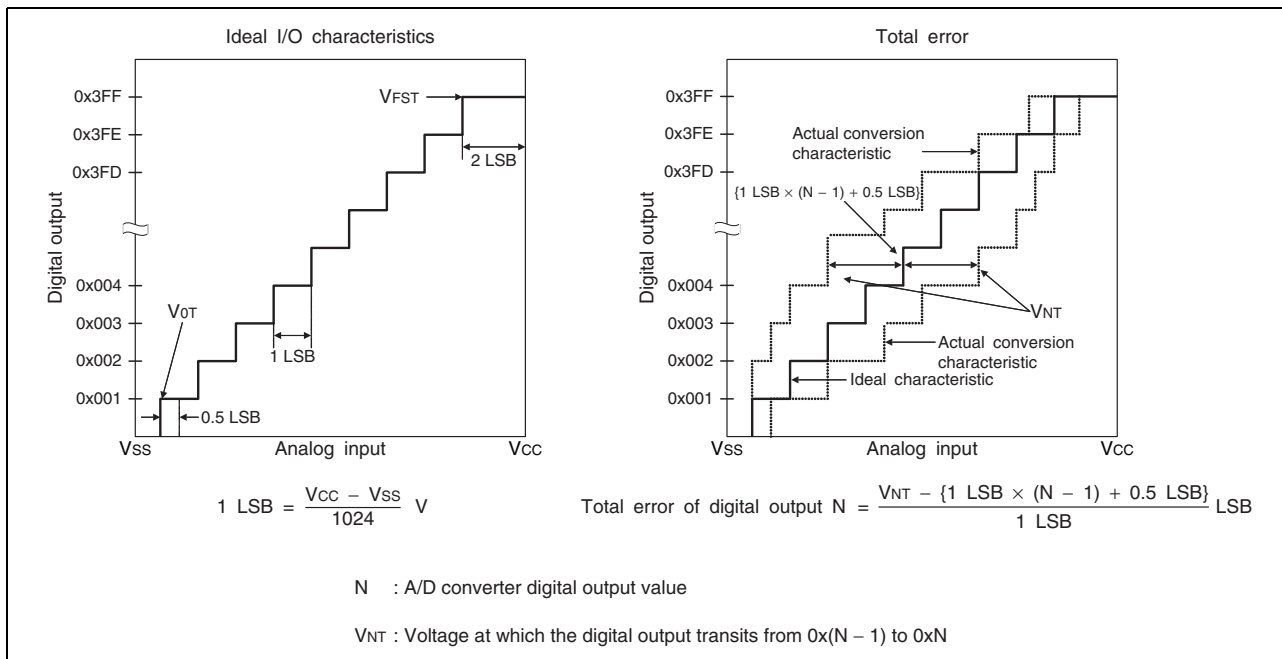 Ideal I/O characteristics
0x3FF
0x3FE
0x3FD
0x004
0x003
0x002
0x001
Digital output
VFST
2 LSB
V0T
1 LSB
0.5 LSB
VSS
Analog input
VCC
1 LSB = VCC − VSS / 1024 V
Total error
0x3FF
0x3FE
0x3FD
0x004
0x003
0x002
0x001
Digital output
Actual conversion
characteristic
{1 LSB × (N − 1) + 0.5 LSB}
VNT
Actual conversion
characteristic
Ideal characteristic
VSS
Analog input
VCC
Total error of digital output N = VNT − {1 LSB × (N − 1) + 0.5 LSB} / 1 LSB LSB
N : A/D converter digital output value
VNT : Voltage at which the digital output transits from 0x(N − 1) to 0xN